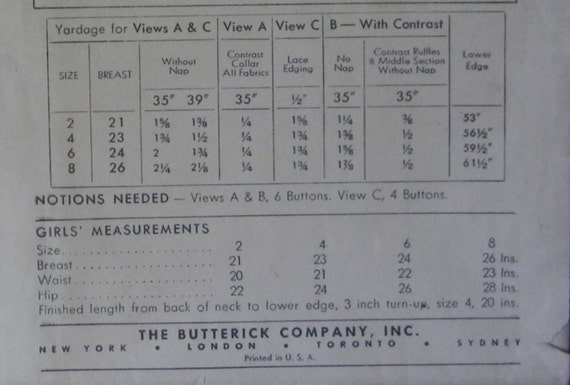 Yardage for Views A & C View A View C B — With Contrast
SIZE BREAST Without Nap Contrast Collar All Fabrics Lace Edging No Nap Contrast Ruffles & Middle Section Without Nap Lower Edge
35" 39" 35" ½" 35" 35"
2 21 1⅝ 1⅜ ¼ 1⅝ 1¼ ⅜ 53"
4 23 1¾ 1½ ¼ 1¾ 1⅜ ½ 56½"
6 24 2 1¾ ¼ 1⅝ 1⅝ ½ 59½"
8 26 2¼ 2⅛ ¼ 1¾ 1⅞ ½ 61½"
NOTIONS NEEDED — Views A & B, 6 Buttons. View C, 4 Buttons.
GIRLS' MEASUREMENTS
Size 2 4 6 8
Breast 21 23 24 26 Ins.
Waist 20 21 22 23 Ins.
Hip 22 24 26 28 Ins.
Finished length from back of neck to lower edge, 3 inch turn-up, size 4, 20 ins.
THE BUTTERICK COMPANY, INC.
NEW YORK • LONDON • TORONTO • SYDNEY
Printed in U. S. A.